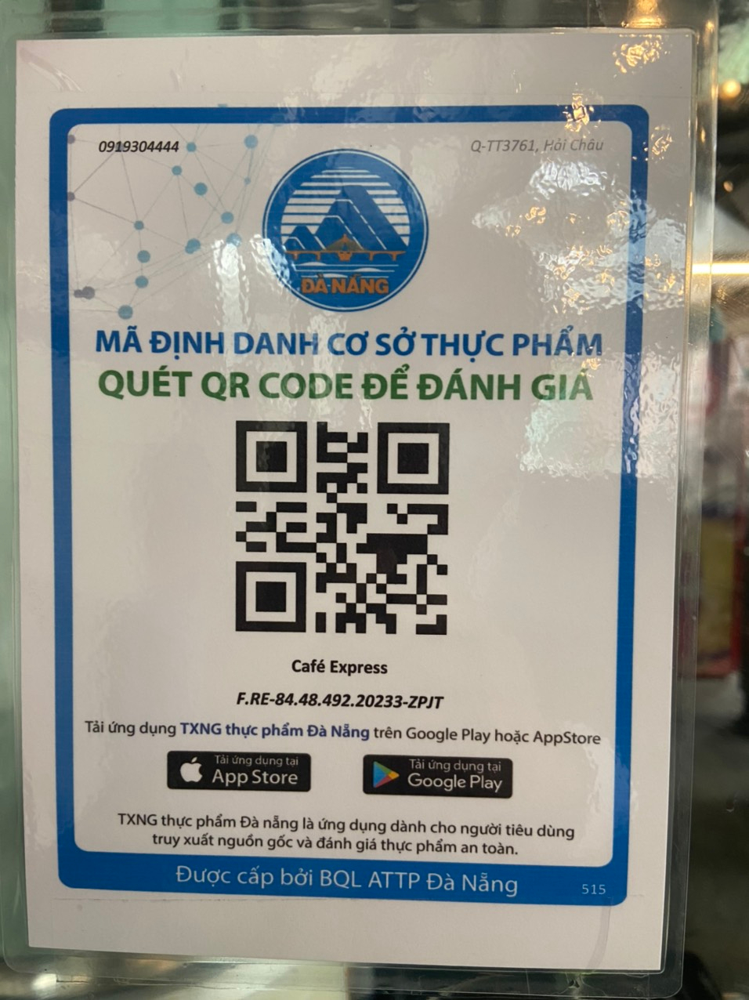 0919304444
Q-TT3761, Hải Châu
ĐÀ NẴNG
MÃ ĐỊNH DANH CƠ SỞ THỰC PHẨM
QUÉT QR CODE ĐỂ ĐÁNH GIÁ
Café Express
F.RE-84.48.492.20233-ZPJT
Tải ứng dụng TXNG thực phẩm Đà Nẵng trên Google Play hoặc AppStore
Tải ứng dụng tại
App Store
Tải ứng dụng tại
Google Play
TXNG thực phẩm Đà nẵng là ứng dụng dành cho người tiêu dùng
truy xuất nguồn gốc và đánh giá thực phẩm an toàn.
Được cấp bởi BQL ATTP Đà Nẵng
515